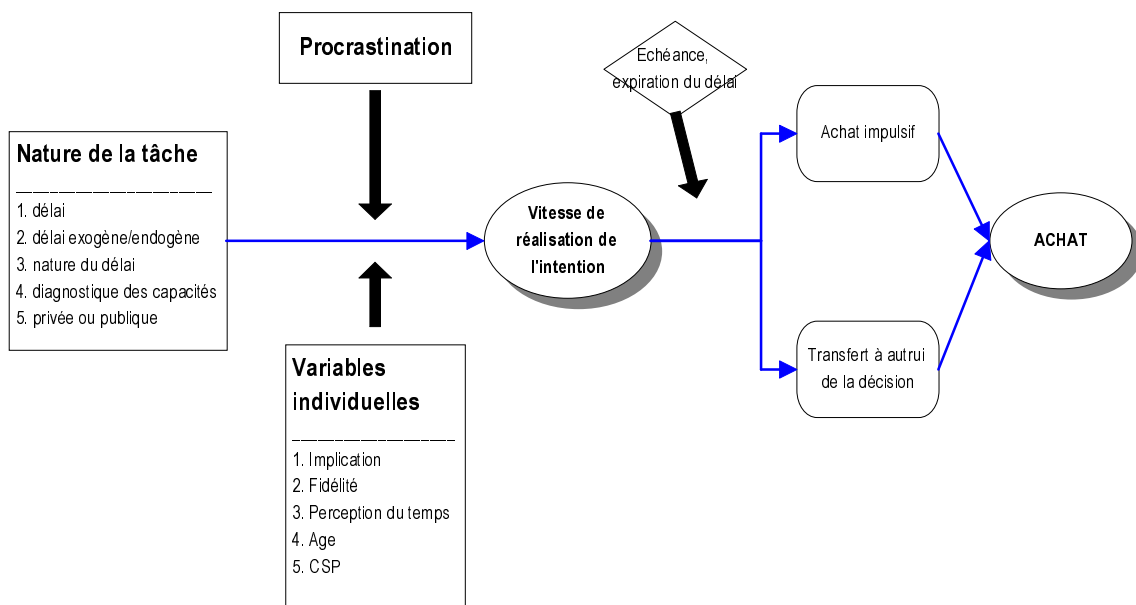 Procrastination
Echéance,
expiration du délai
Nature de la tâche
1. délai
2. délai exogène/endogène
3. nature du délai
4. diagnostique des capacités
5. privée ou publique
Variables
individuelles
1. Implication
2. Fidélité
3. Perception du temps
4. Age
5. CSP
Vitesse de
réalisation de
l'intention
Achat impulsif
Transfert à autrui
de la décision
ACHAT